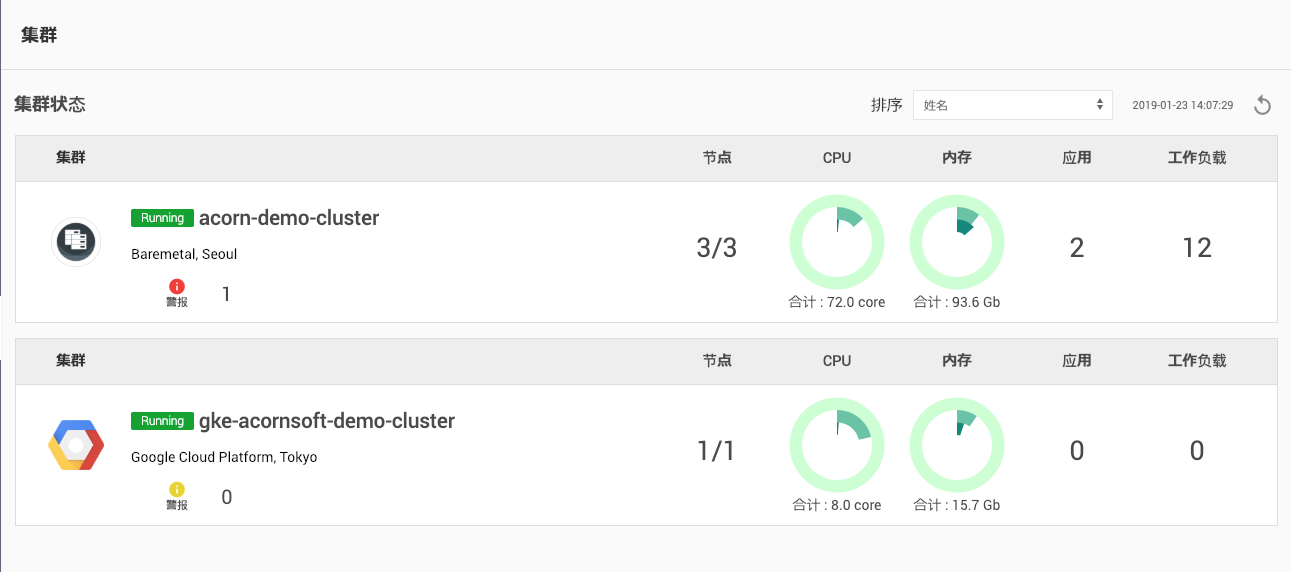 集群
集群状态
排序 姓名 2019-01-23 14:07:29
集群 节点 CPU 内存 应用 工作负载
Running acorn-demo-cluster
Baremetal, Seoul
3/3
2
12
警报 1
合计 : 72.0 core
合计 : 93.6 Gb
集群 节点 CPU 内存 应用 工作负载
Running gke-acornsoft-demo-cluster
Google Cloud Platform, Tokyo
1/1
0
0
警报 0
合计 : 8.0 core
合计 : 15.7 Gb